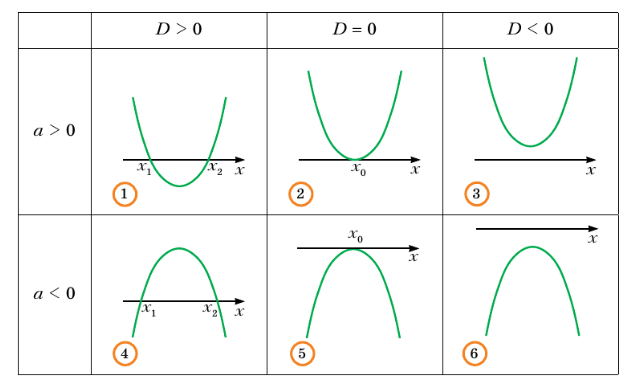 D > 0 D = 0 D < 0
a > 0
x₁ x₂ x
x₀ x
x
1 2 3
a < 0
x₁ x₂ x
x₀
x
x
4 5 6